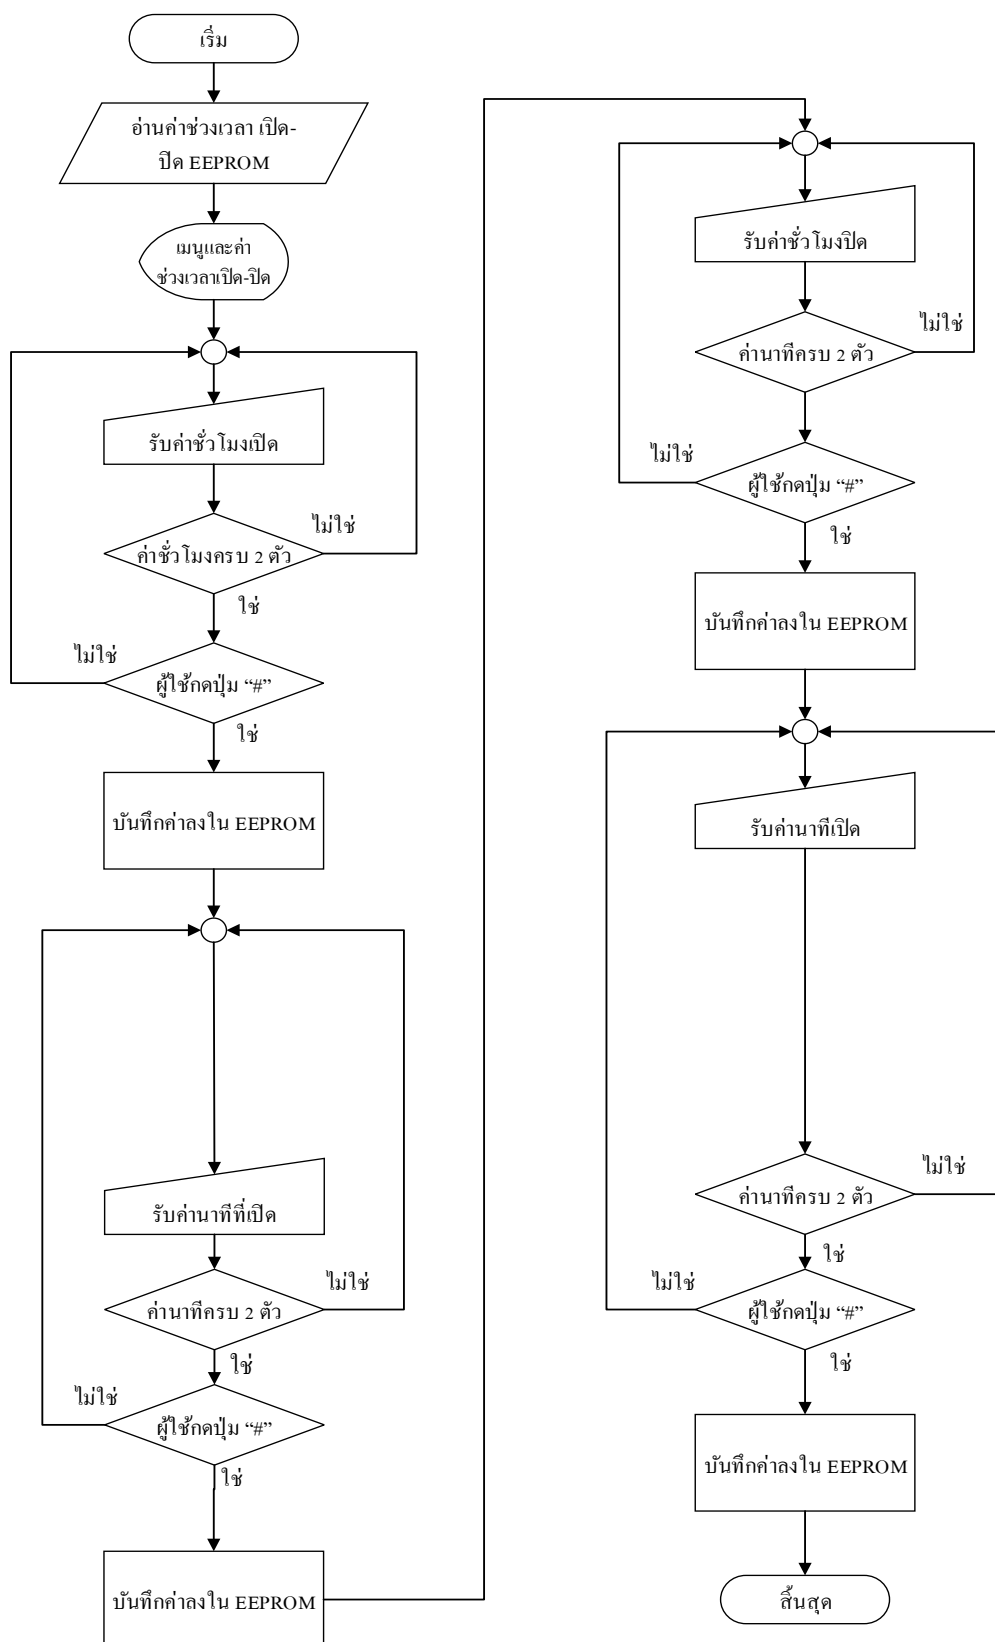 เริ่ม
อ่านค่าช่วงเวลา เปิด-
ปิด EEPROM
เมนูและค่า
ช่วงเวลาเปิด-ปิด
รับค่าชั่วโมงเปิด
ไม่ใช่
ค่าชั่วโมงครบ 2 ตัว
ใช่
ไม่ใช่
ผู้ใช้กดปุ่ม “#”
ใช่
บันทึกค่าลงใน EEPROM
รับค่านาทีที่เปิด
ไม่ใช่
ค่านาทีครบ 2 ตัว
ใช่
ไม่ใช่
ผู้ใช้กดปุ่ม “#”
ใช่
บันทึกค่าลงใน EEPROM
รับค่าชั่วโมงปิด
ไม่ใช่
ค่านาทีครบ 2 ตัว
ไม่ใช่
ผู้ใช้กดปุ่ม “#”
ใช่
บันทึกค่าลงใน EEPROM
รับค่านาทีเปิด
ไม่ใช่
ค่านาทีครบ 2 ตัว
ใช่
ไม่ใช่
ผู้ใช้กดปุ่ม “#”
ใช่
บันทึกค่าลงใน EEPROM
สิ้นสุด